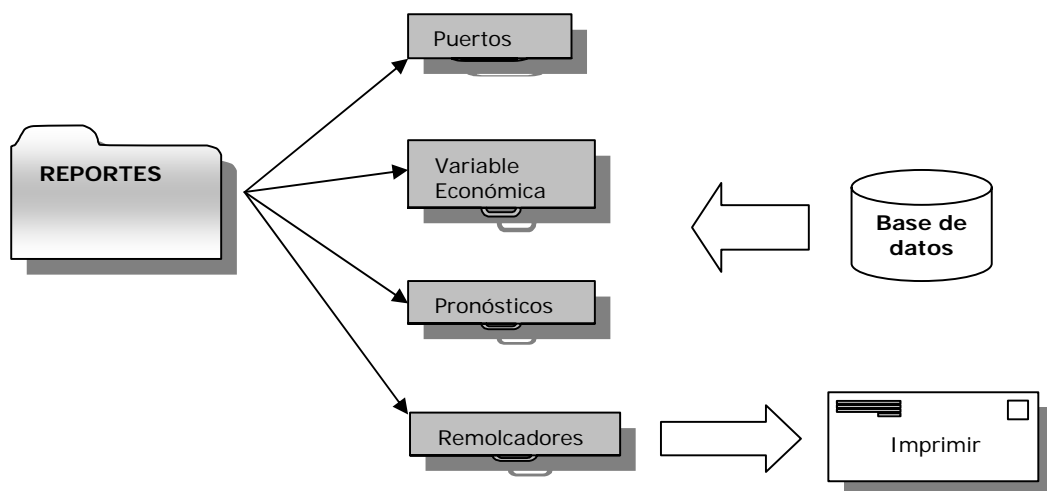 Puertos
REPORTES
Variable
Económica
Base de
datos
Pronósticos
Remolcadores
Imprimir